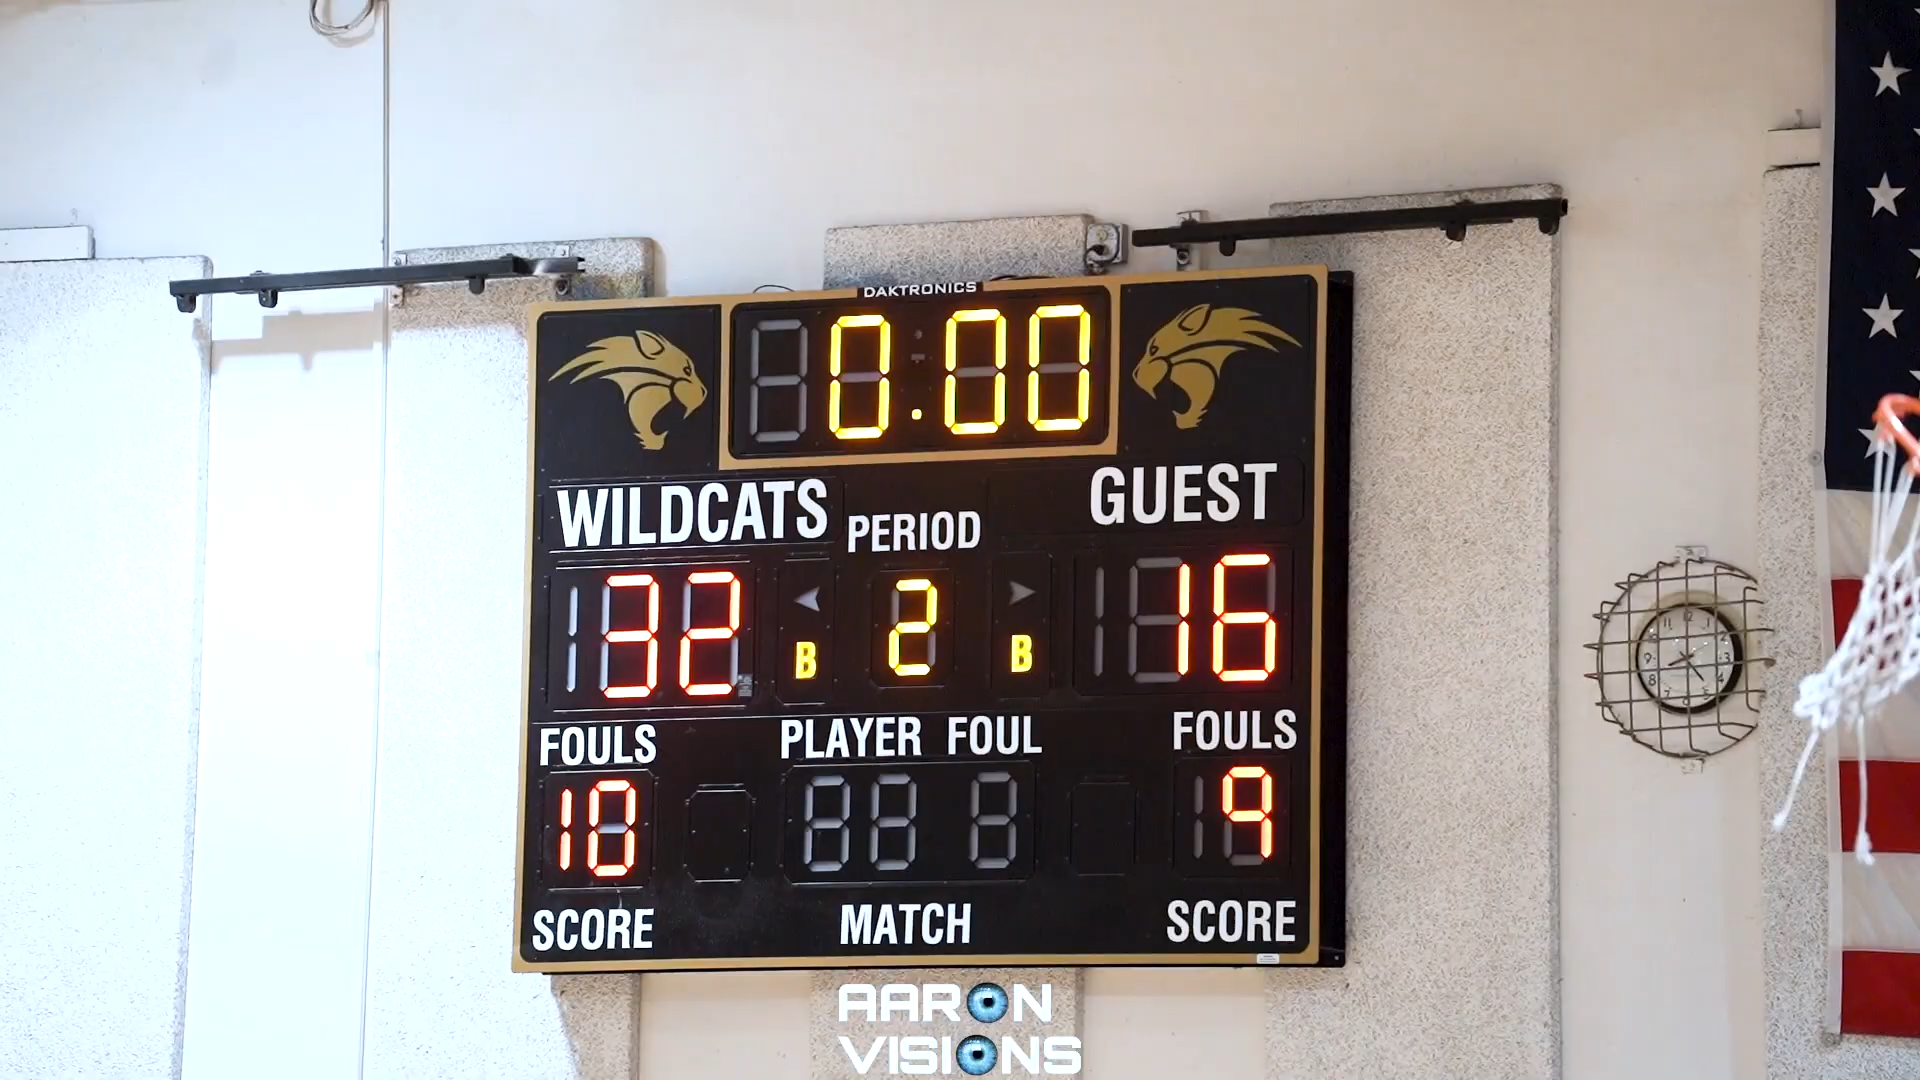 DAKTRONICS
0.00
WILDCATS PERIOD GUEST
32 B 2 B 16
FOULS PLAYER FOUL FOULS
10 9
SCORE MATCH SCORE
AARON
VISIONS